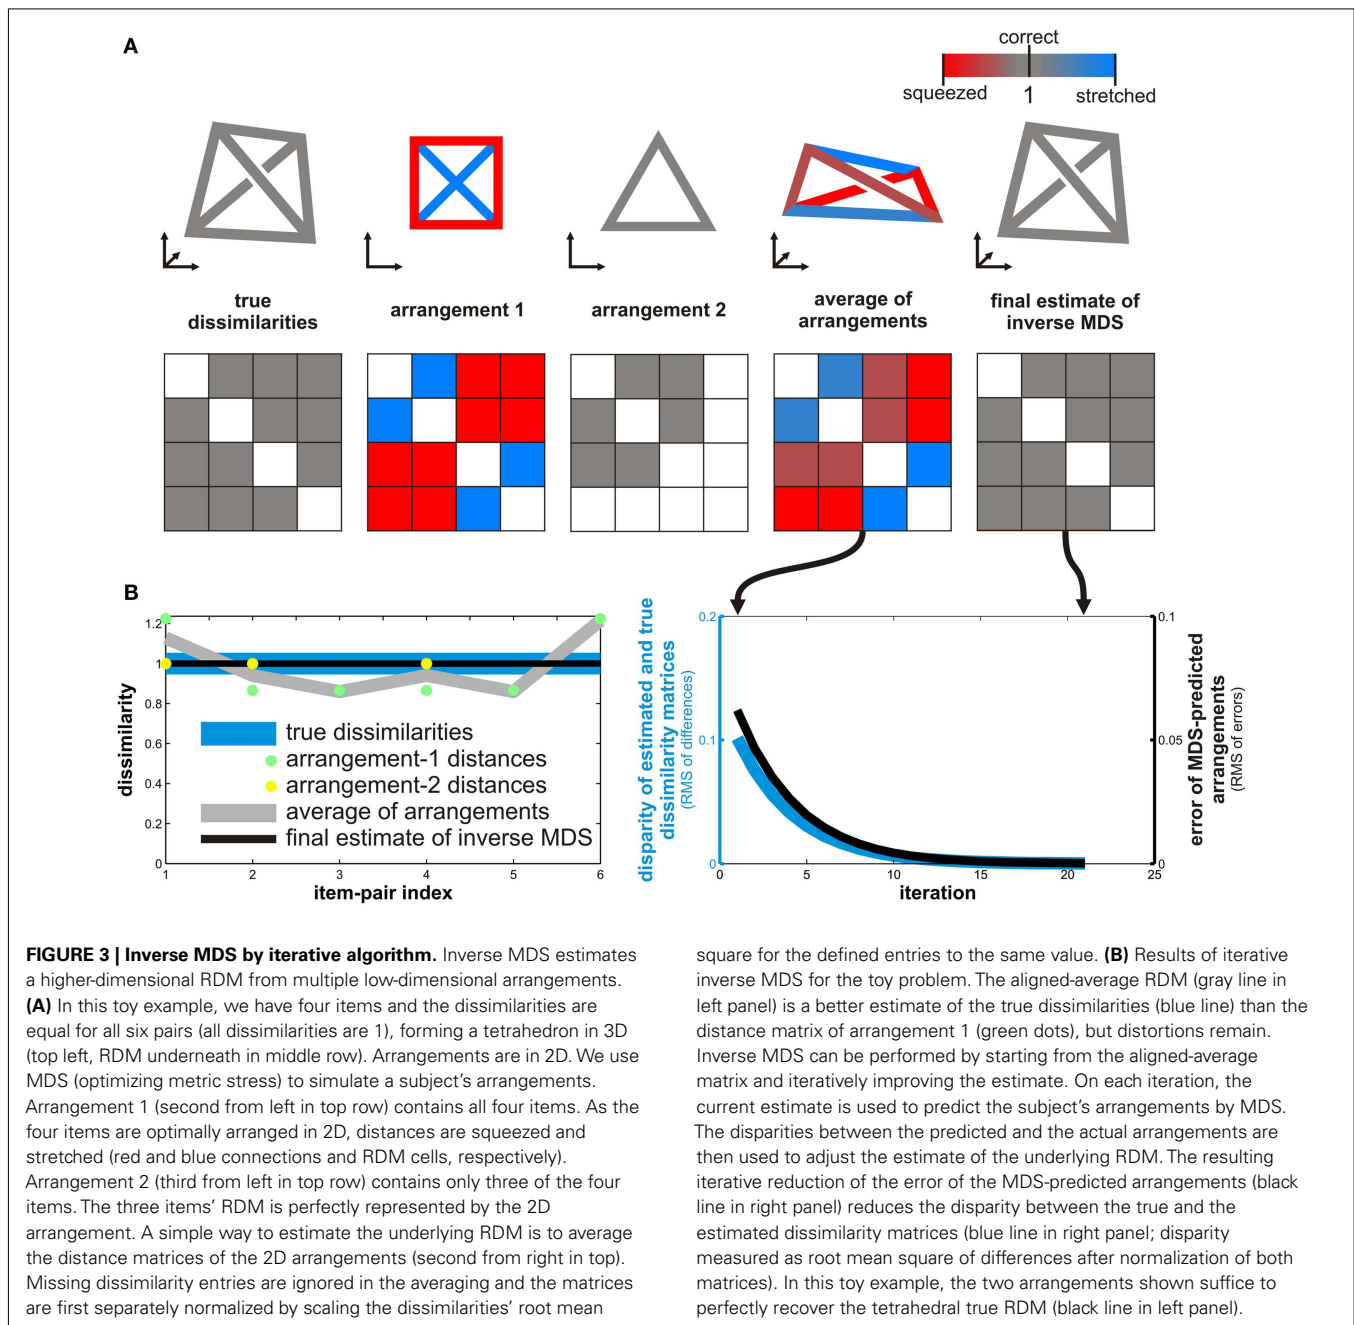 A
correct
squeezed 1 stretched
true
dissimilarities
arrangement 1
arrangement 2
average of
arrangements
final estimate of
inverse MDS
B
dissimilarity
1.2
1
0.8
0.6
0.4
0.2
0
1 2 3 4 5 6
item-pair index
true dissimilarities
arrangement-1 distances
arrangement-2 distances
average of arrangements
final estimate of inverse MDS
disparity of estimated and true
dissimilarity matrices
(RMS of differences)
0.2
0.1
0
0 5 10 15 20 25
iteration
0.1
0.05
0
error of MDS-predicted
arrangements
(RMS of errors)
FIGURE 3 | Inverse MDS by iterative algorithm. Inverse MDS estimates
a higher-dimensional RDM from multiple low-dimensional arrangements.
(A) In this toy example, we have four items and the dissimilarities are
equal for all six pairs (all dissimilarities are 1), forming a tetrahedron in 3D
(top left, RDM underneath in middle row). Arrangements are in 2D. We use
MDS (optimizing metric stress) to simulate a subject's arrangements.
Arrangement 1 (second from left in top row) contains all four items. As the
four items are optimally arranged in 2D, distances are squeezed and
stretched (red and blue connections and RDM cells, respectively).
Arrangement 2 (third from left in top row) contains only three of the four
items. The three items' RDM is perfectly represented by the 2D
arrangement. A simple way to estimate the underlying RDM is to average
the distance matrices of the 2D arrangements (second from right in top).
Missing dissimilarity entries are ignored in the averaging and the matrices
are first separately normalized by scaling the dissimilarities' root mean
square for the defined entries to the same value. (B) Results of iterative
inverse MDS for the toy problem. The aligned-average RDM (gray line in
left panel) is a better estimate of the true dissimilarities (blue line) than the
distance matrix of arrangement 1 (green dots), but distortions remain.
Inverse MDS can be performed by starting from the aligned-average
matrix and iteratively improving the estimate. On each iteration, the
current estimate is used to predict the subject's arrangements by MDS.
The disparities between the predicted and the actual arrangements are
then used to adjust the estimate of the underlying RDM. The resulting
iterative reduction of the error of the MDS-predicted arrangements (black
line in right panel) reduces the disparity between the true and the
estimated dissimilarity matrices (blue line in right panel; disparity
measured as root mean square of differences after normalization of both
matrices). In this toy example, the two arrangements shown suffice to
perfectly recover the tetrahedral true RDM (black line in left panel).